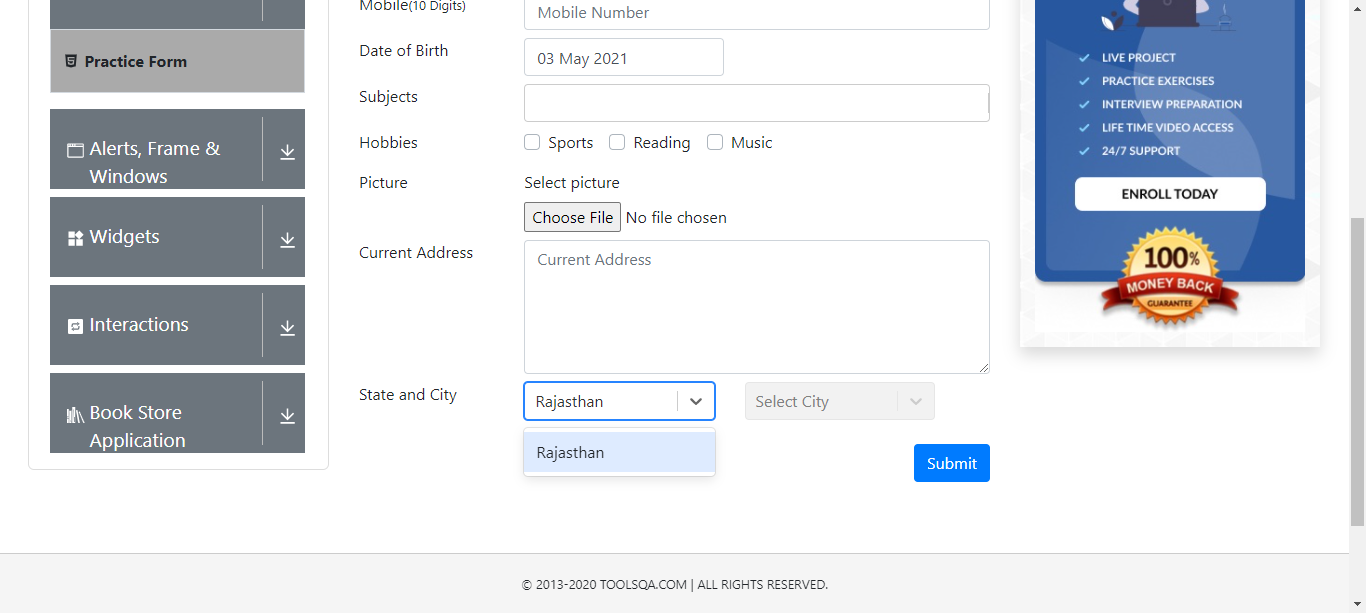 Practice Form
Alerts, Frame &
Windows
Widgets
Interactions
Book Store
Application
Mobile(10 Digits)
Mobile Number
Date of Birth
03 May 2021
Subjects
Hobbies
Sports
Reading
Music
Picture
Select picture
Choose File No file chosen
Current Address
Current Address
State and City
Rajasthan
Select City
Rajasthan
Submit
LIVE PROJECT
PRACTICE EXERCISES
INTERVIEW PREPARATION
LIFE TIME VIDEO ACCESS
24/7 SUPPORT
ENROLL TODAY
100%
MONEY BACK
GUARANTEE
© 2013-2020 TOOLSQA.COM | ALL RIGHTS RESERVED.